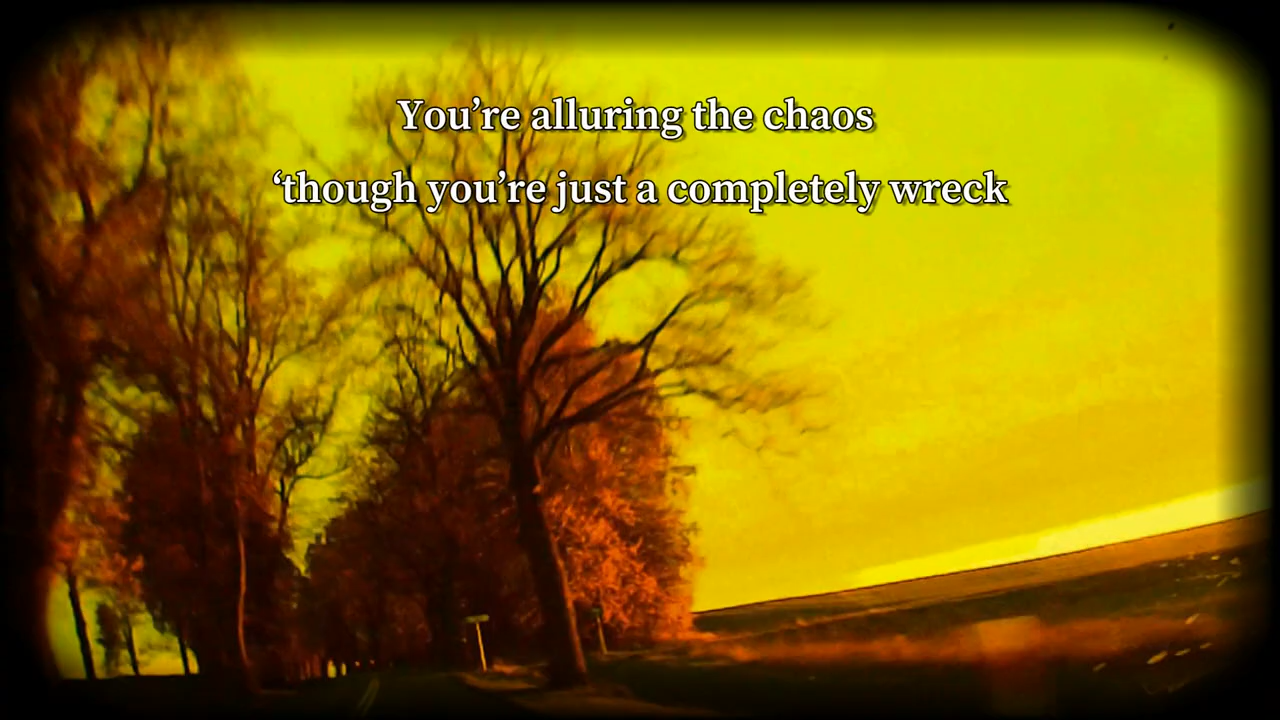 You’re alluring the chaos
‘though you’re just a completely wreck